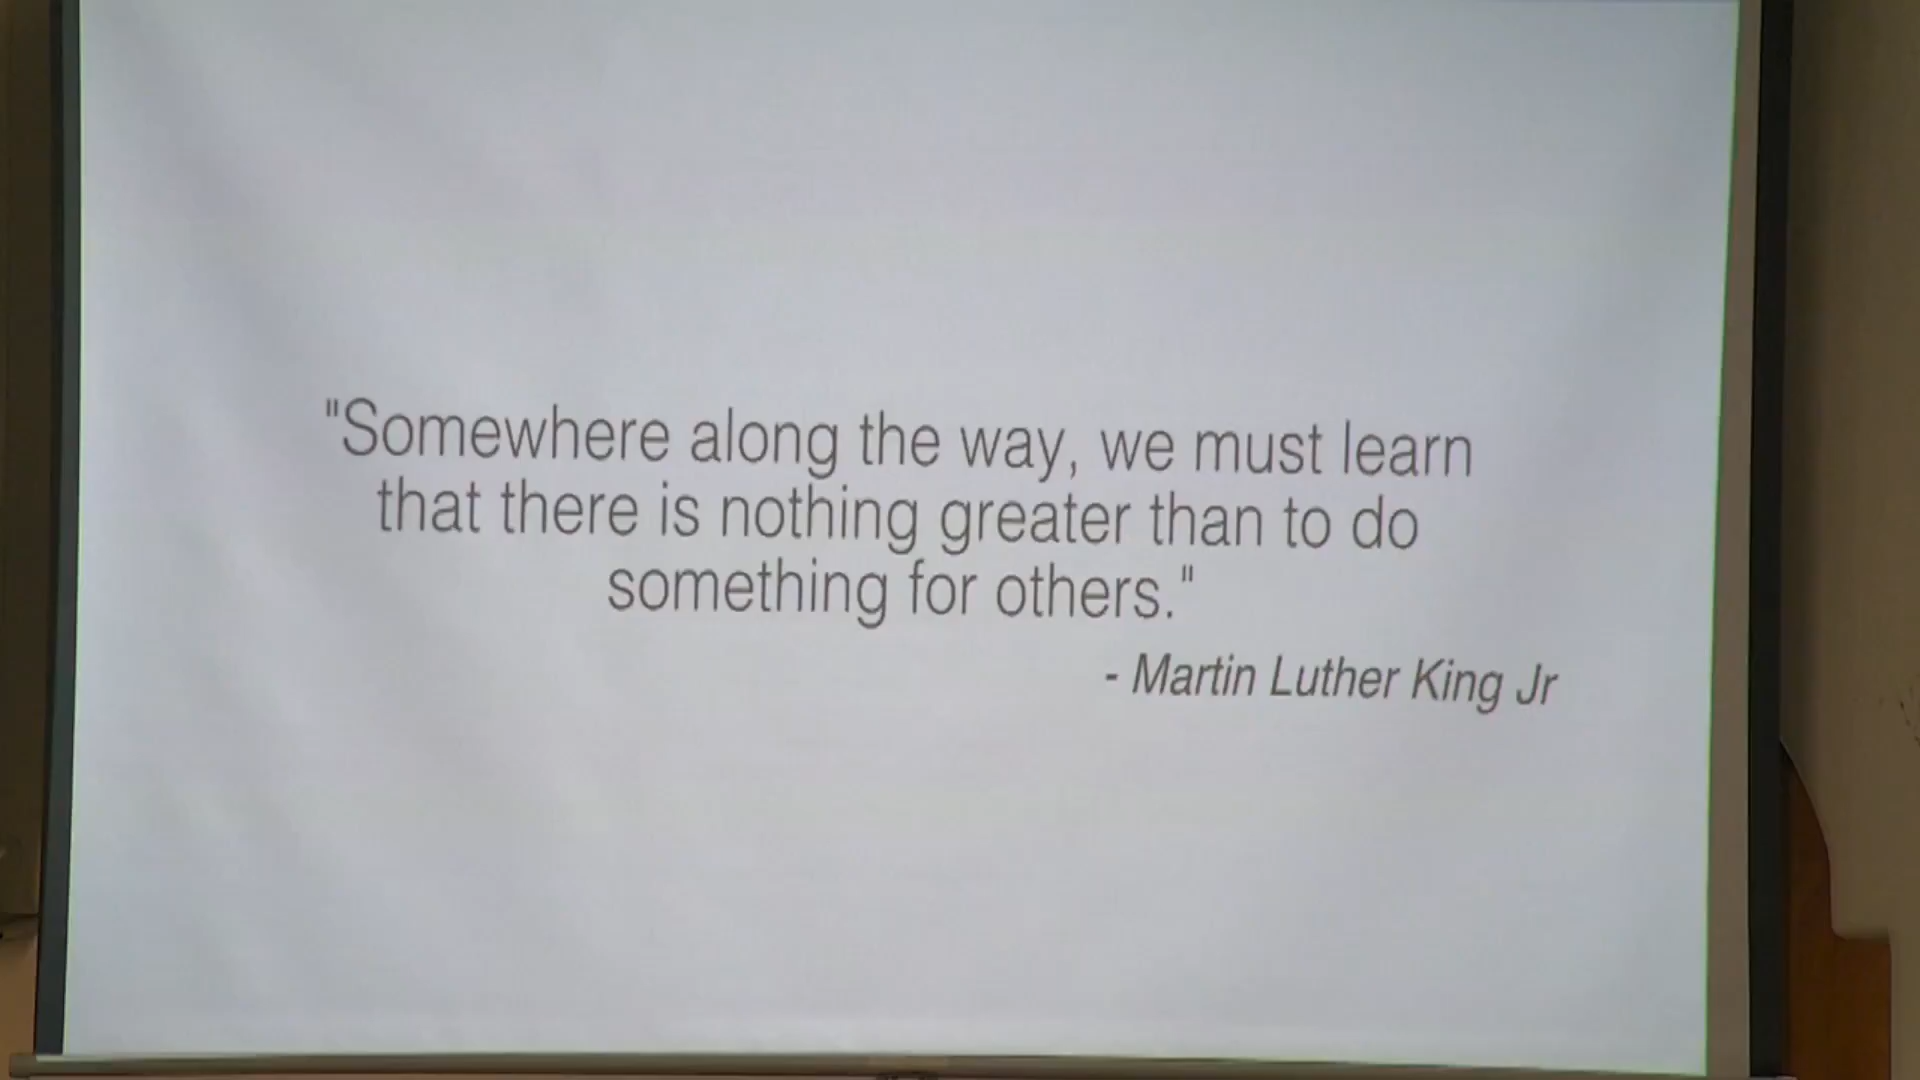 "Somewhere along the way, we must learn
that there is nothing greater than to do
something for others."
- Martin Luther King Jr